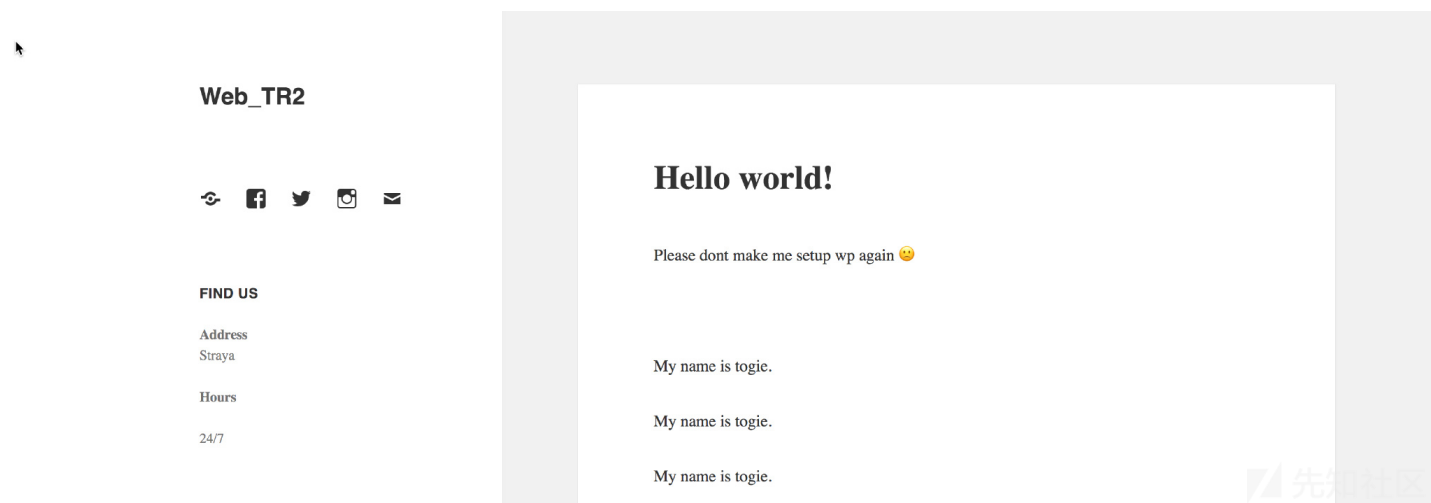 Web_TR2
FIND US
Address
Straya
Hours
24/7
Hello world!
Please dont make me setup wp again 🙁
My name is togie.
My name is togie.
My name is togie.
先知社区